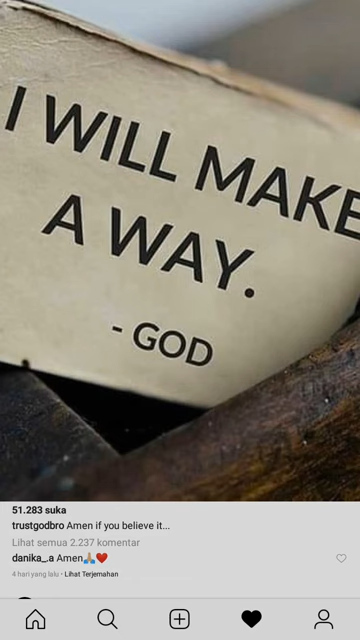 I WILL MAKE
A WAY.
- GOD
51.283 suka
trustgodbro Amen if you believe it...
Lihat semua 2.237 komentar
danika_.a Amen🙏🏼❤️
4 hari yang lalu • Lihat Terjemahan